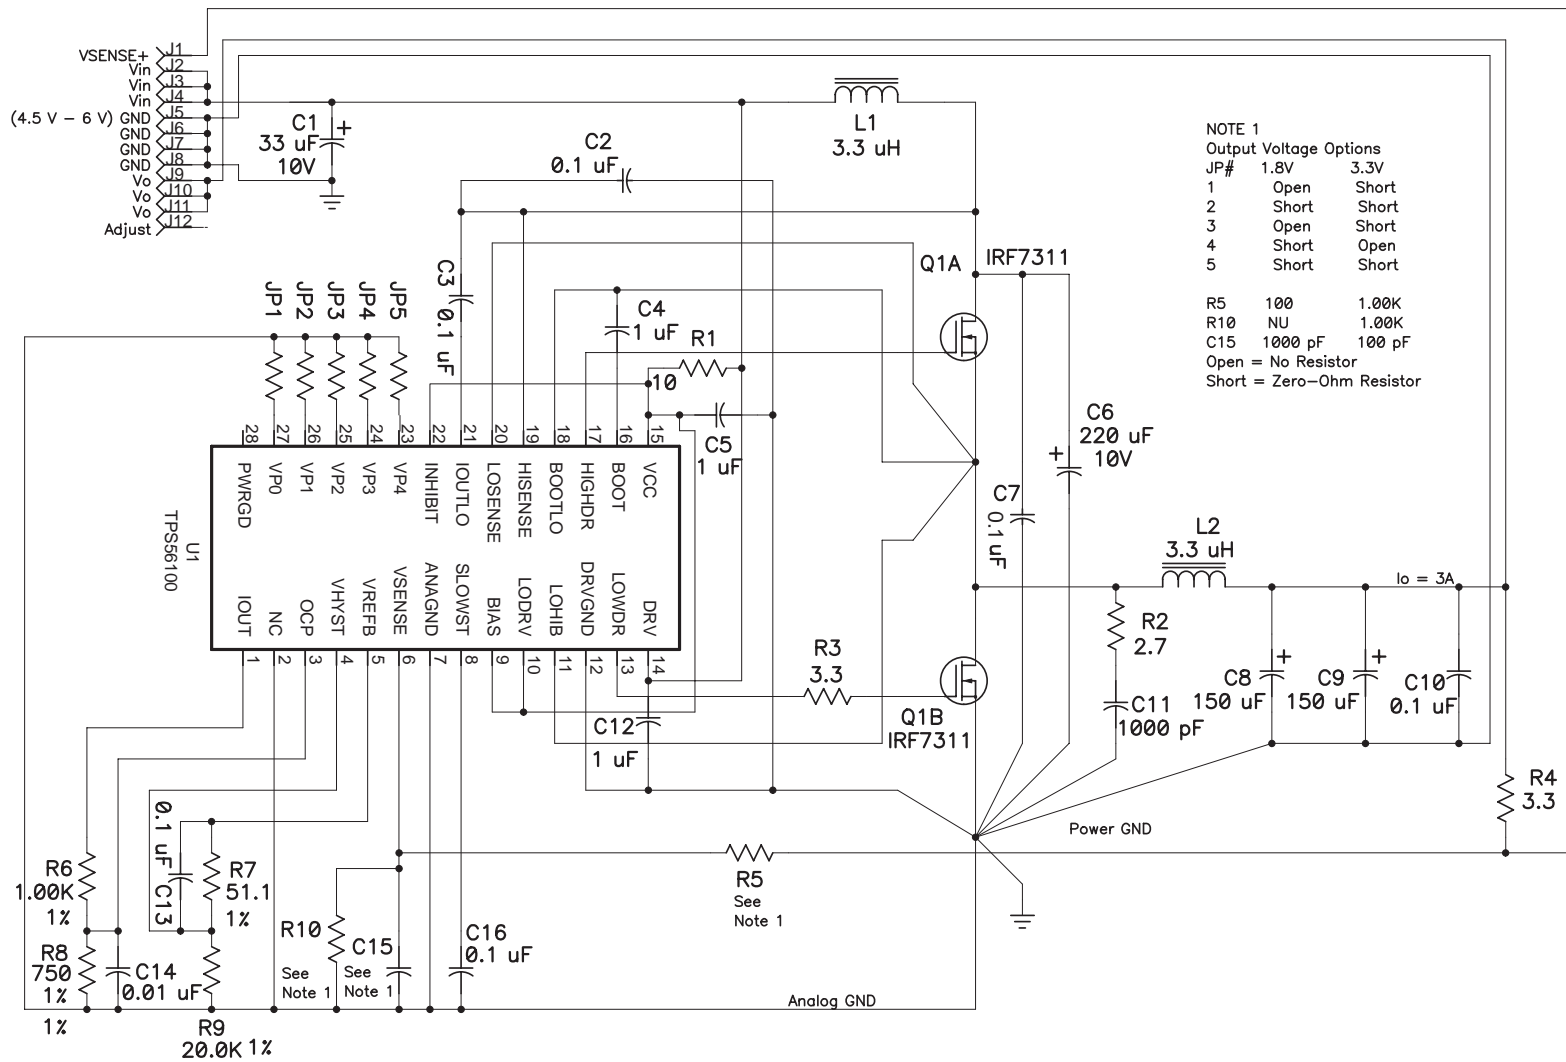 VSENSE+ J1
Vin J2
Vin J3
Vin J4
(4.5 V – 6 V) GND J5
GND J6
GND J7
GND J8
Vo J9
Vo J10
Vo J11
Adjust J12
C1
33 uF
10V
C2
0.1 uF
L1
3.3 uH
NOTE 1
Output Voltage Options
JP# 1.8V 3.3V
1 Open Short
2 Short Short
3 Open Short
4 Short Open
5 Short Short
R5 100 1.00K
R10 NU 1.00K
C15 1000 pF 100 pF
Open = No Resistor
Short = Zero–Ohm Resistor
JP1
JP2
JP3
JP4
JP5
C3
0.1 uF
C4
1 uF
R1
10
C5
1 uF
Q1A
IRF7311
C6
220 uF
10V
C7
0.1 uF
28 27 26 25 24 23 22 21 20 19 18 17 16 15
PWRGD
VP0
VP1
VP2
VP3
VP4
INHIBIT
IOUTLO
LOSENSE
HISENSE
BOOTLO
HIGHDR
BOOT
VCC
U1
TPS56100
IOUT
NC
OCP
VHYST
VREFB
VSENSE
ANAGND
SLOWST
BIAS
LODRV
LOHIB
DRVGND
LOWDR
DRV
1 2 3 4 5 6 7 8 9 10 11 12 13 14
L2
3.3 uH
Io = 3A
R2
2.7
R3
3.3
Q1B
IRF7311
C11
1000 pF
C8
150 uF
C9
150 uF
C10
0.1 uF
C12
1 uF
R4
3.3
Power GND
R6
1.00K
1%
0.1 uF
C13
R7
51.1
1%
R5
See
Note 1
R8
750
1%
1%
C14
0.01 uF
R9
20.0K 1%
R10
See
Note 1
C15
See
Note 1
C16
0.1 uF
Analog GND